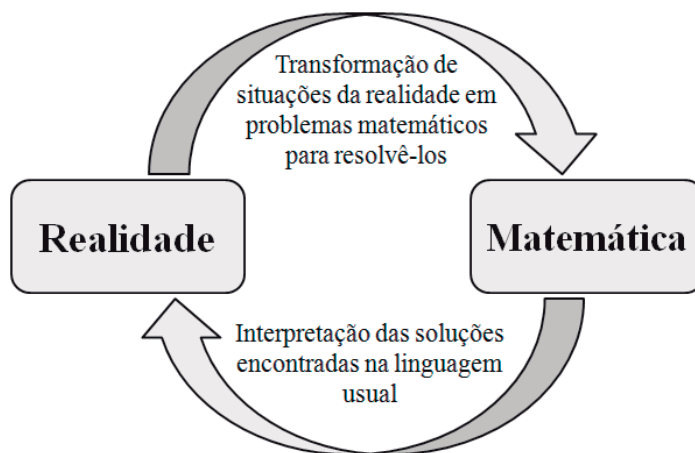 Transformação de
situações da realidade em
problemas matemáticos
para resolvê-los
Realidade
Matemática
Interpretação das soluções
encontradas na linguagem
usual